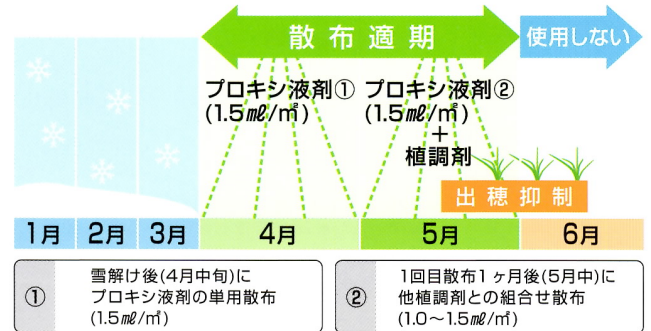 散布適期
使用しない
プロキシ液剤①
(1.5㎖/㎡)
プロキシ液剤②
(1.5㎖/㎡)
+
植調剤
出穂抑制
1月 2月 3月 4月 5月 6月
① 雪解け後(4月中旬)に
プロキシ液剤の単用散布
(1.5㎖/㎡)
② 1回目散布1ヶ月後(5月中)に
他植調剤との組合せ散布
(1.0〜1.5㎖/㎡)